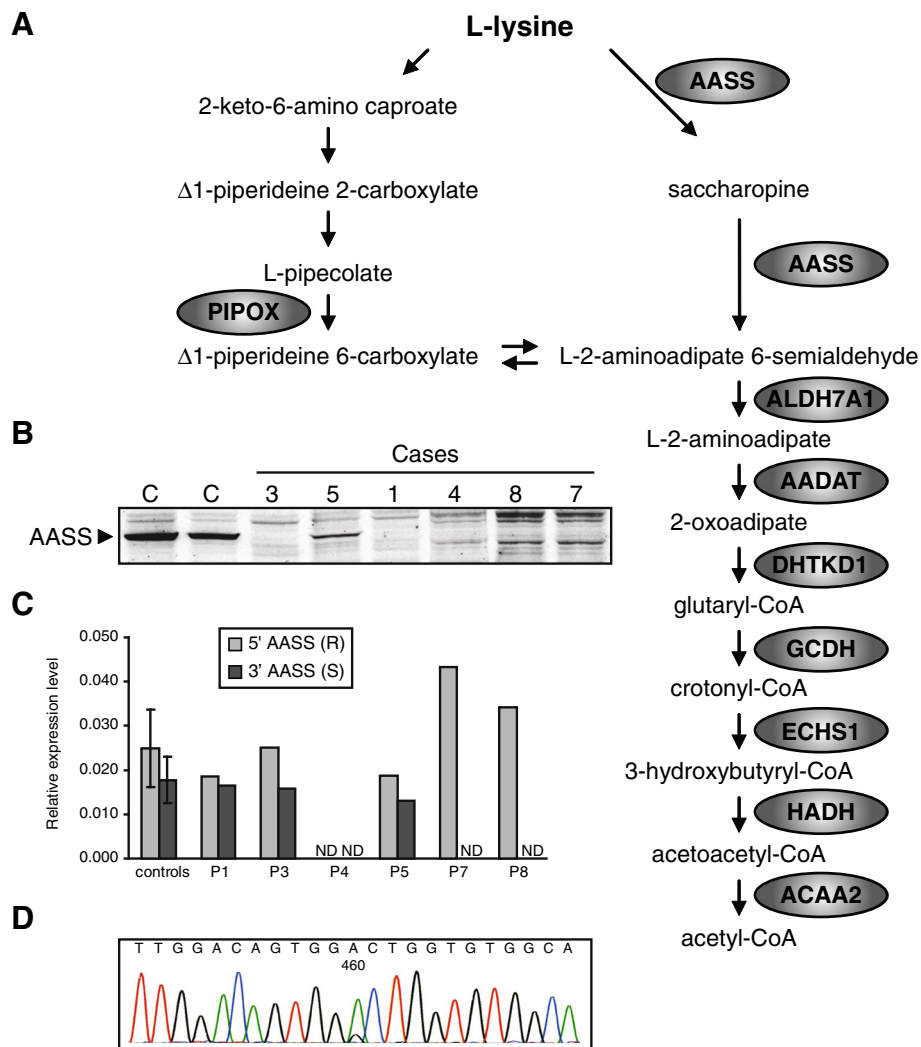 A
L-lysine
AASS
2-keto-6-amino caproate
Δ1-piperideine 2-carboxylate
saccharopine
L-pipecolate
AASS
PIPOX
Δ1-piperideine 6-carboxylate
L-2-aminoadipate 6-semialdehyde
ALDH7A1
L-2-aminoadipate
AADAT
2-oxoadipate
DHTKD1
glutaryl-CoA
GCDH
crotonyl-CoA
ECHS1
3-hydroxybutyryl-CoA
HADH
acetoacetyl-CoA
ACAA2
acetyl-CoA
B
Cases
C C 3 5 1 4 8 7
AASS
C
5' AASS (R)
3' AASS (S)
Relative expression level
0.050
0.040
0.030
0.020
0.010
0.000
ND ND ND ND
controls P1 P3 P4 P5 P7 P8
D
T T G G A C A G T G G A C T G G T G T G G C A
460